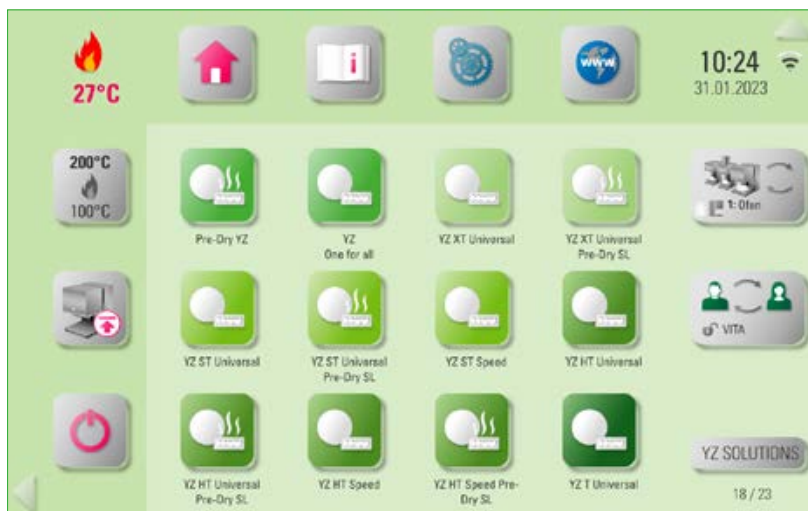 27°C
i
www
10:24
31.01.2023
200°C
100°C
Pre-Dry YZ
YZ
One for all
YZ XT Universal
YZ XT Universal
Pre-Dry SL
1: Ofen
YZ ST Universal
YZ ST Universal
Pre-Dry SL
YZ ST Speed
YZ HT Universal
VITA
YZ HT Universal
Pre-Dry SL
YZ HT Speed
YZ HT Speed Pre-
Dry SL
YZ T Universal
YZ SOLUTIONS
18 / 23